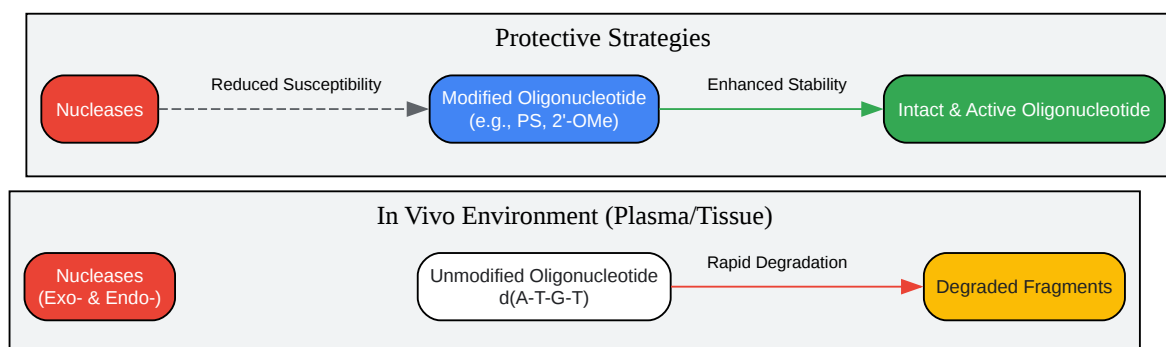 Protective Strategies
Nucleases
Reduced Susceptibility
Modified Oligonucleotide
(e.g., PS, 2'-OMe)
Enhanced Stability
Intact & Active Oligonucleotide
In Vivo Environment (Plasma/Tissue)
Nucleases
(Exo- & Endo-)
Unmodified Oligonucleotide
d(A-T-G-T)
Rapid Degradation
Degraded Fragments